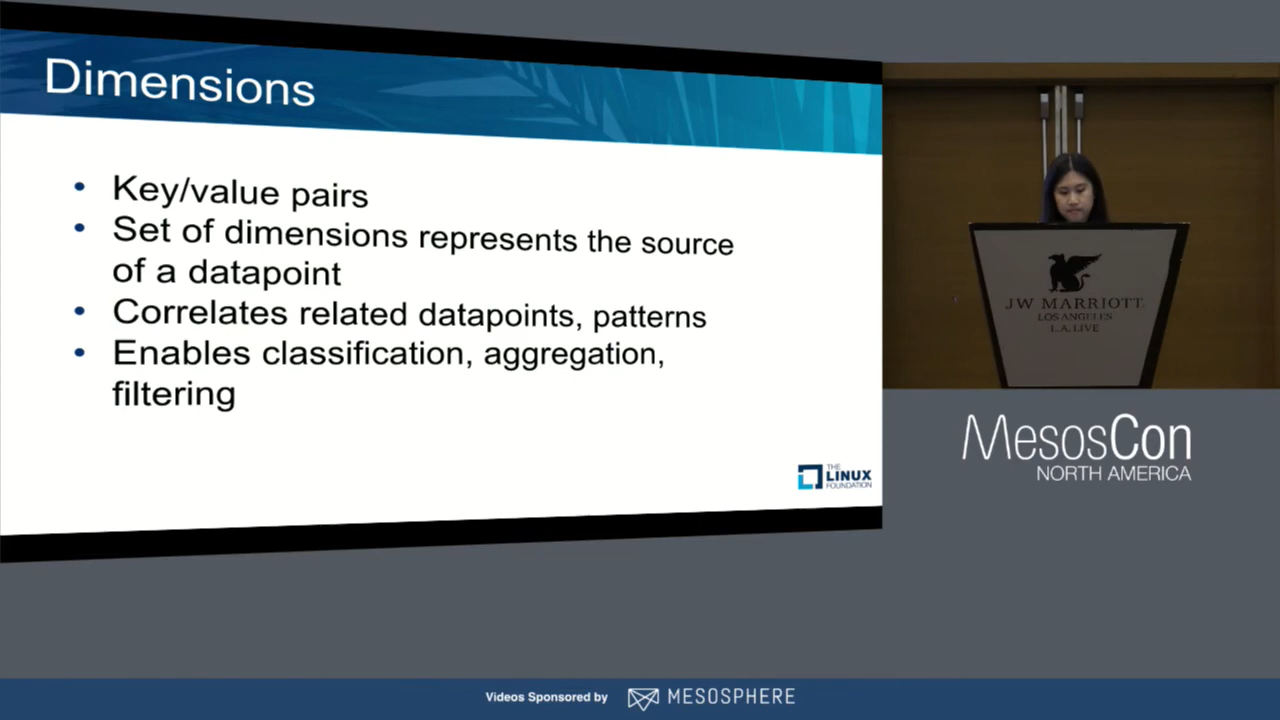 Dimensions
• Key/value pairs
• Set of dimensions represents the source
of a datapoint
• Correlates related datapoints, patterns
• Enables classification, aggregation,
filtering
THE
LINUX
FOUNDATION
JW MARRIOTT
LOS ANGELES
L.A. LIVE
MesosCon
NORTH AMERICA
Videos Sponsored by MESOSPHERE